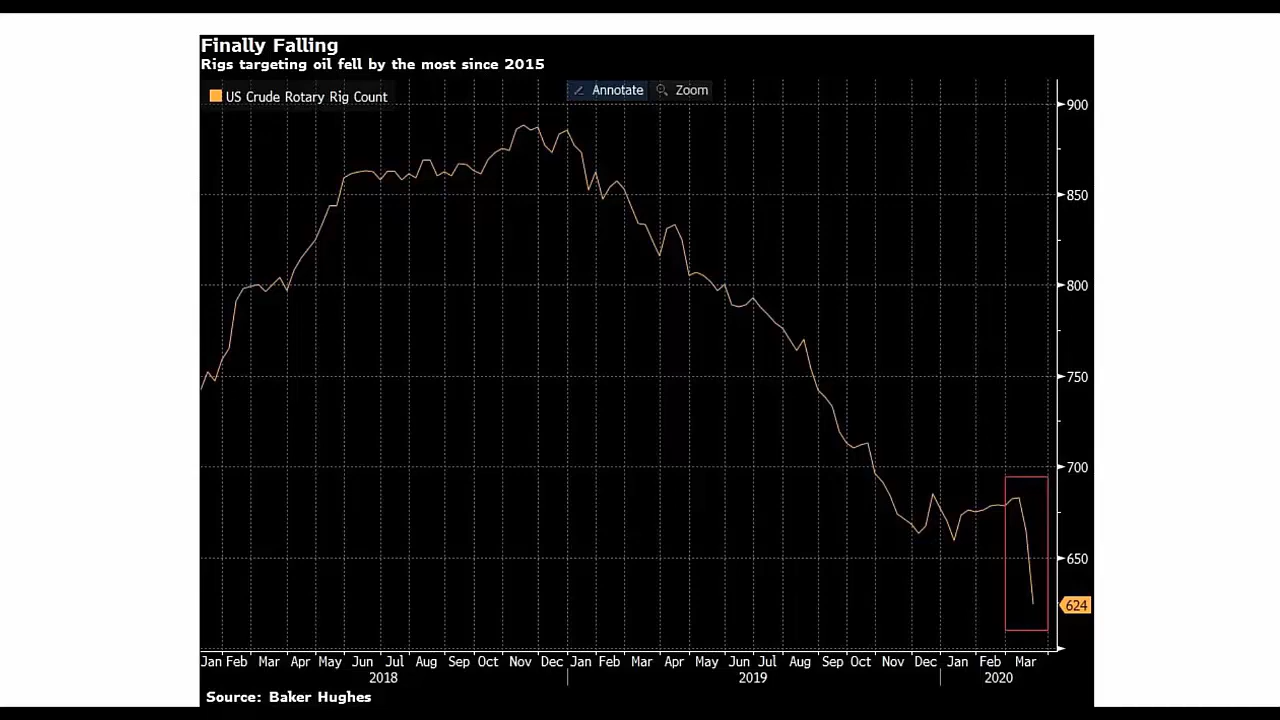 Finally Falling
Rigs targeting oil fell by the most since 2015
US Crude Rotary Rig Count
Annotate Zoom
900
850
800
750
700
650
624
Jan Feb Mar Apr May Jun Jul Aug Sep Oct Nov Dec Jan Feb Mar Apr May Jun Jul Aug Sep Oct Nov Dec Jan Feb Mar
2018 2019 2020
Source: Baker Hughes